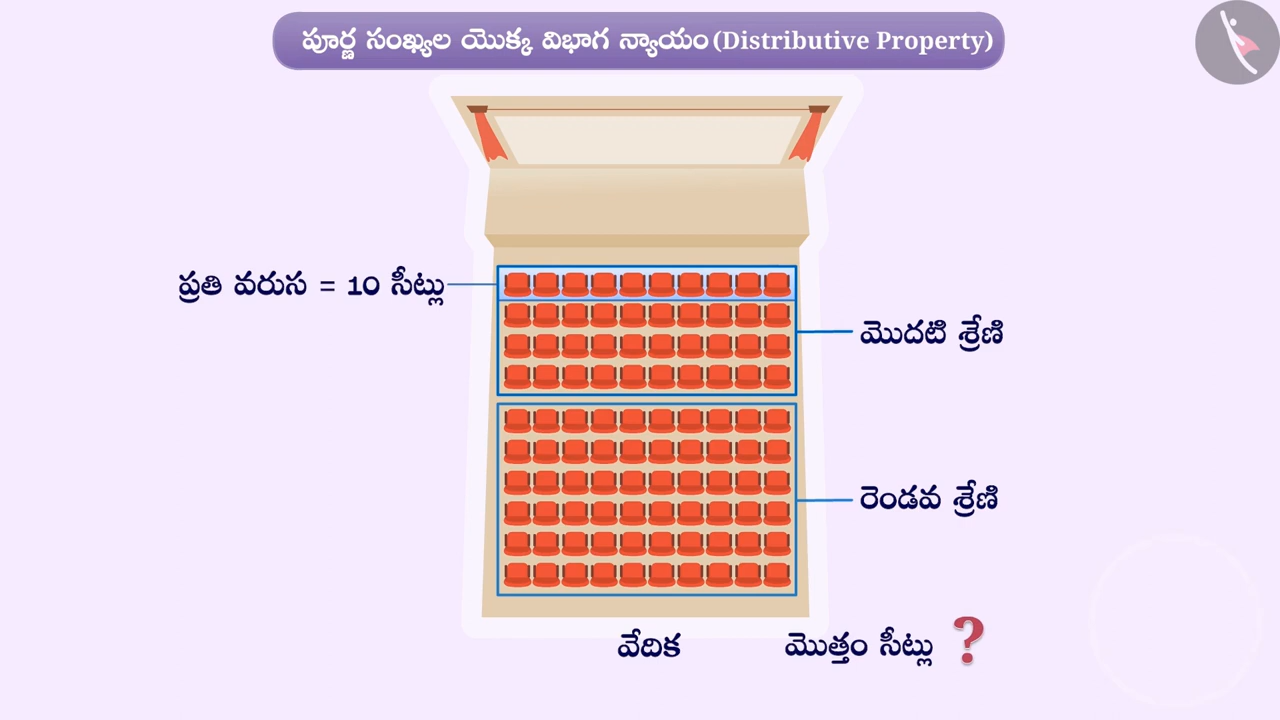 పూర్ణ సంఖ్యల యొక్క విభాగ న్యాయం (Distributive Property)
ప్రతి వరుస = 10 సీట్లు
మొదటి శ్రేణి
రెండవ శ్రేణి
వేదిక
మొత్తం సీట్లు ?